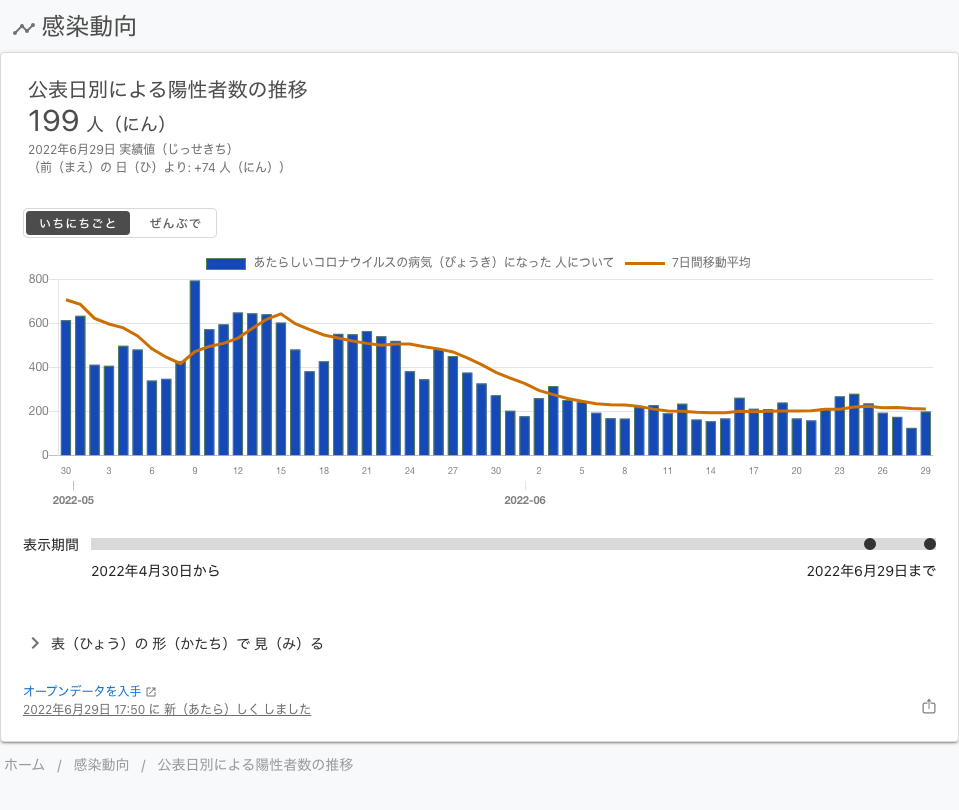 感染動向
公表日別による陽性者数の推移
199 人（にん）
2022年6月29日 実績値（じっせきち）
（前（まえ）の 日（ひ）より: +74 人（にん））
いちにちごと ぜんぶで
あたらしいコロナウイルスの病気（びょうき）になった 人について 7日間移動平均
800
600
400
200
0
30 3 6 9 12 15 18 21 24 27 30 2 5 8 11 14 17 20 23 26 29
2022-05 2022-06
表示期間
2022年4月30日から 2022年6月29日まで
表（ひょう）の 形（かたち）で 見（み）る
オープンデータを入手
2022年6月29日 17:50 に 新（あたら）しく しました
ホーム / 感染動向 / 公表日別による陽性者数の推移